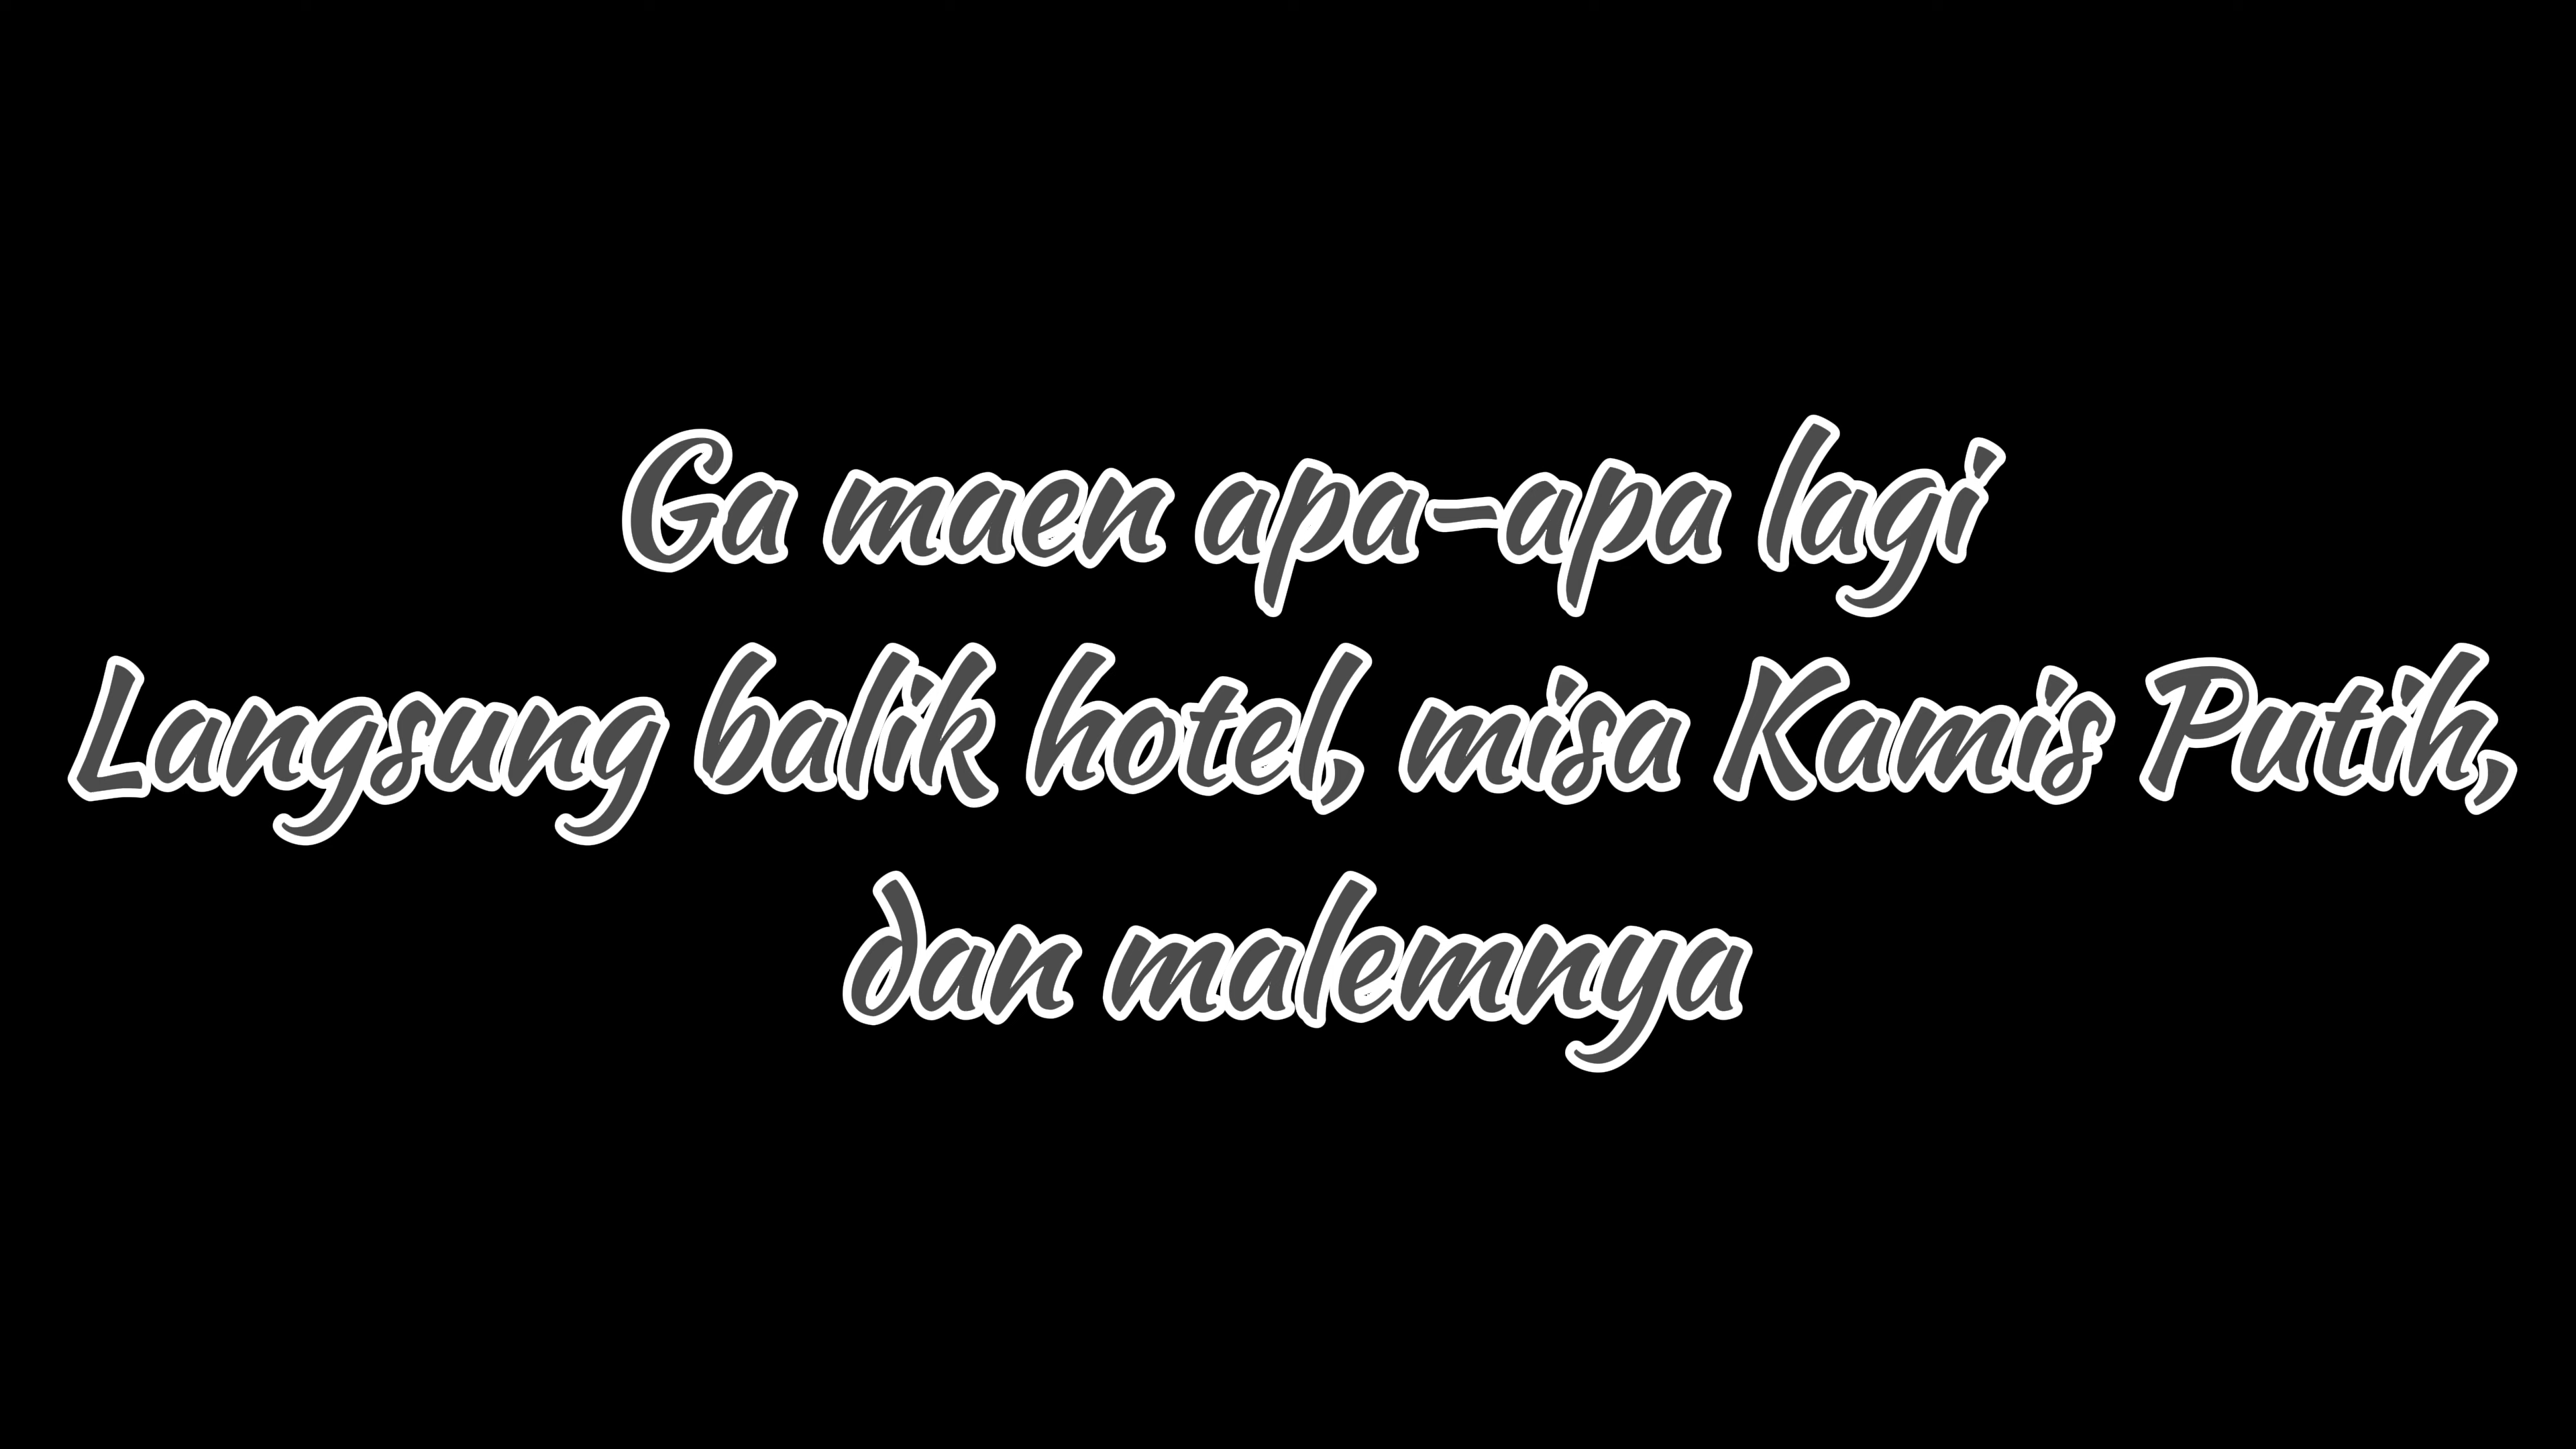 Ga maen apa-apa lagi
Langsung balik hotel, misa Kamis Putih,
dan malemnya